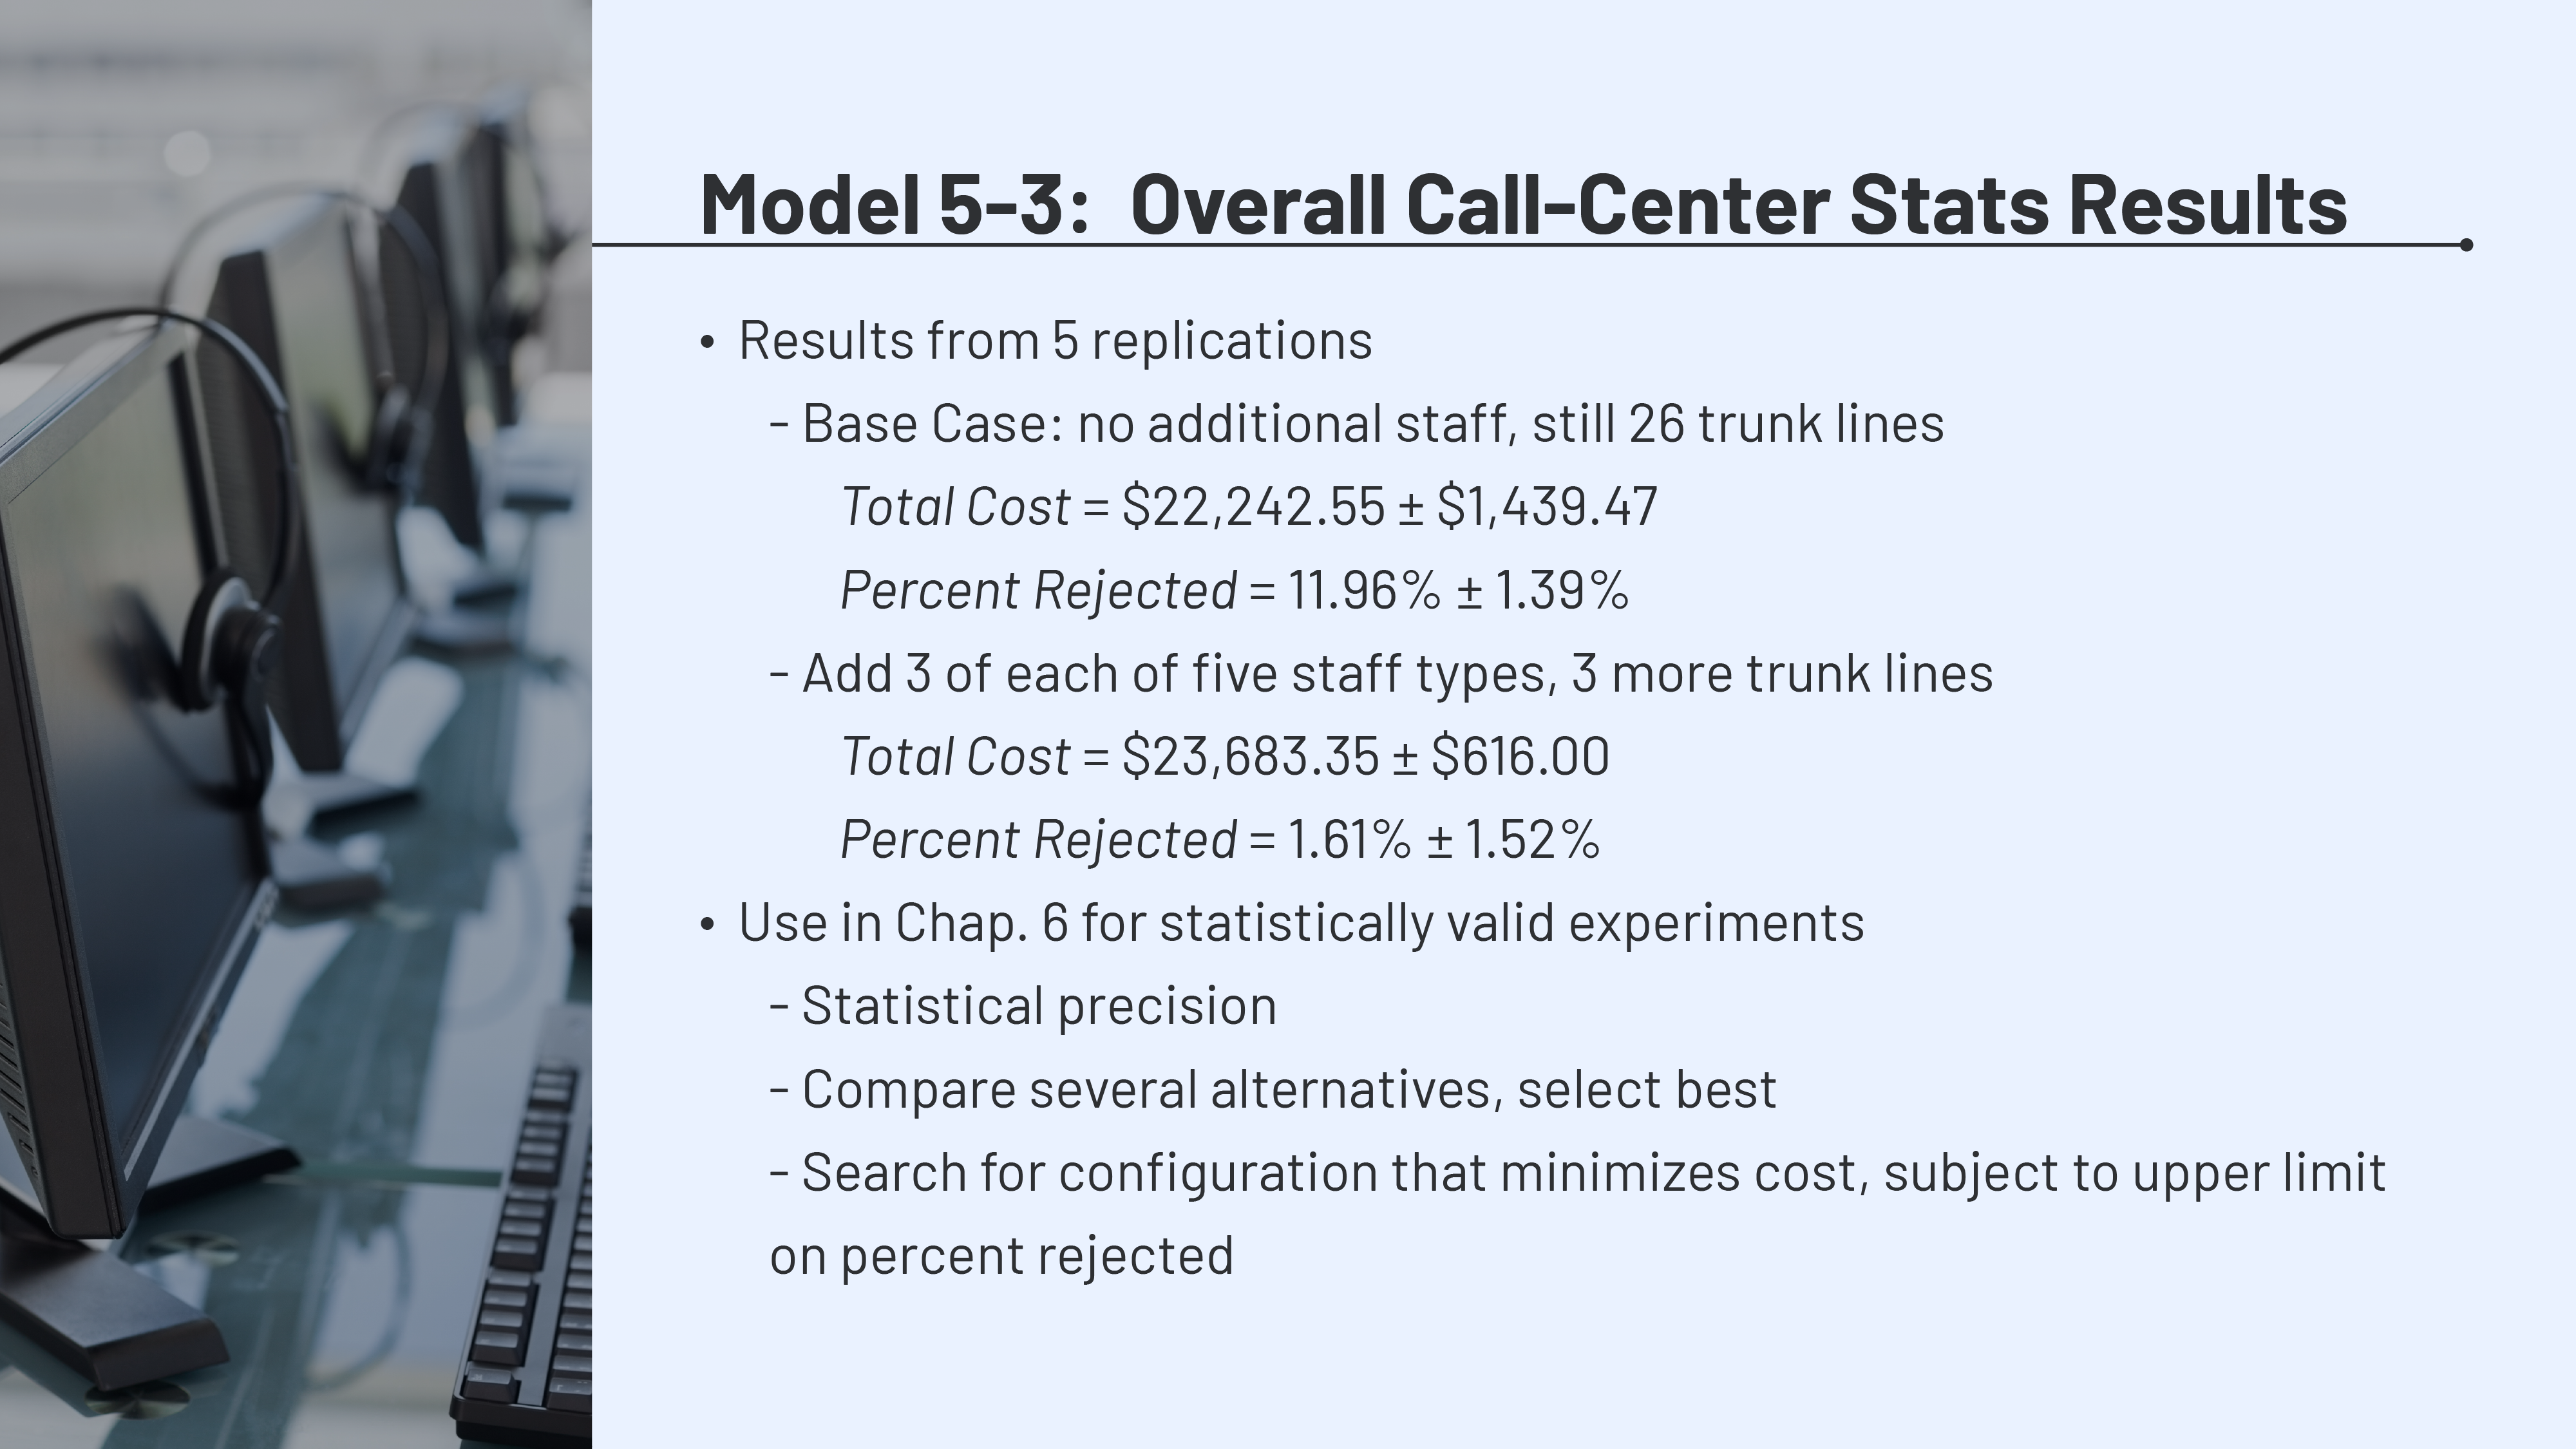 Model 5-3:  Overall Call-Center Stats Results
• Results from 5 replications
- Base Case: no additional staff, still 26 trunk lines
Total Cost = $22,242.55 ± $1,439.47
Percent Rejected = 11.96% ± 1.39%
- Add 3 of each of five staff types, 3 more trunk lines
Total Cost = $23,683.35 ± $616.00
Percent Rejected = 1.61% ± 1.52%
• Use in Chap. 6 for statistically valid experiments
- Statistical precision
- Compare several alternatives, select best
- Search for configuration that minimizes cost, subject to upper limit
on percent rejected